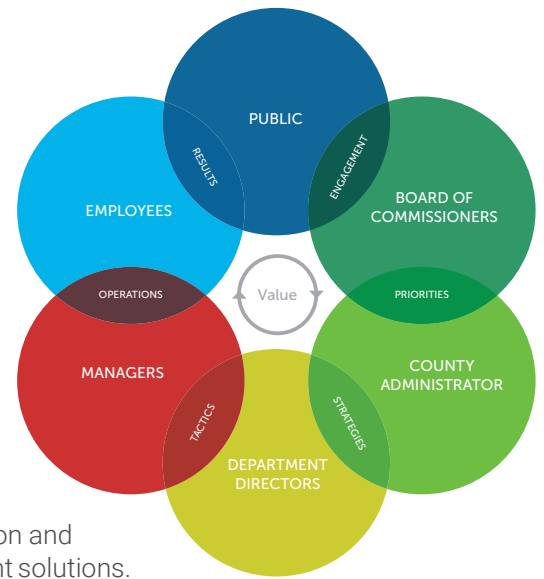 PUBLIC
RESULTS
ENGAGEMENT
EMPLOYEES
BOARD OF
COMMISSIONERS
OPERATIONS
Value
PRIORITIES
MANAGERS
COUNTY
ADMINISTRATOR
TACTICS
STRATEGIES
DEPARTMENT
DIRECTORS
on and
nt solutions.